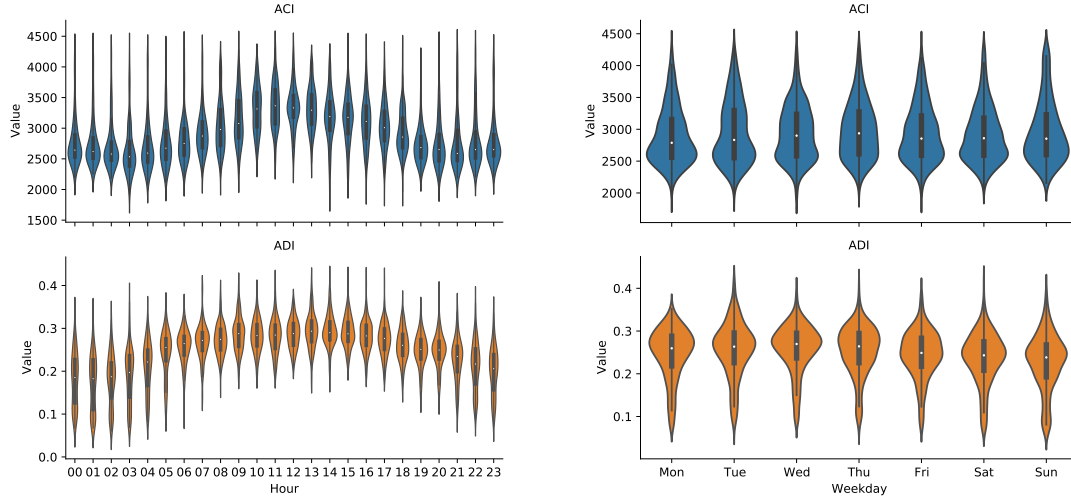 ACI
4500
4000
3500
3000
2500
2000
1500
Value
ADI
0.4
0.3
0.2
0.1
0.0
Value
00 01 02 03 04 05 06 07 08 09 10 11 12 13 14 15 16 17 18 19 20 21 22 23
Hour
ACI
4500
4000
3500
3000
2500
2000
Value
ADI
0.4
0.3
0.2
0.1
Value
Mon Tue Wed Thu Fri Sat Sun
Weekday